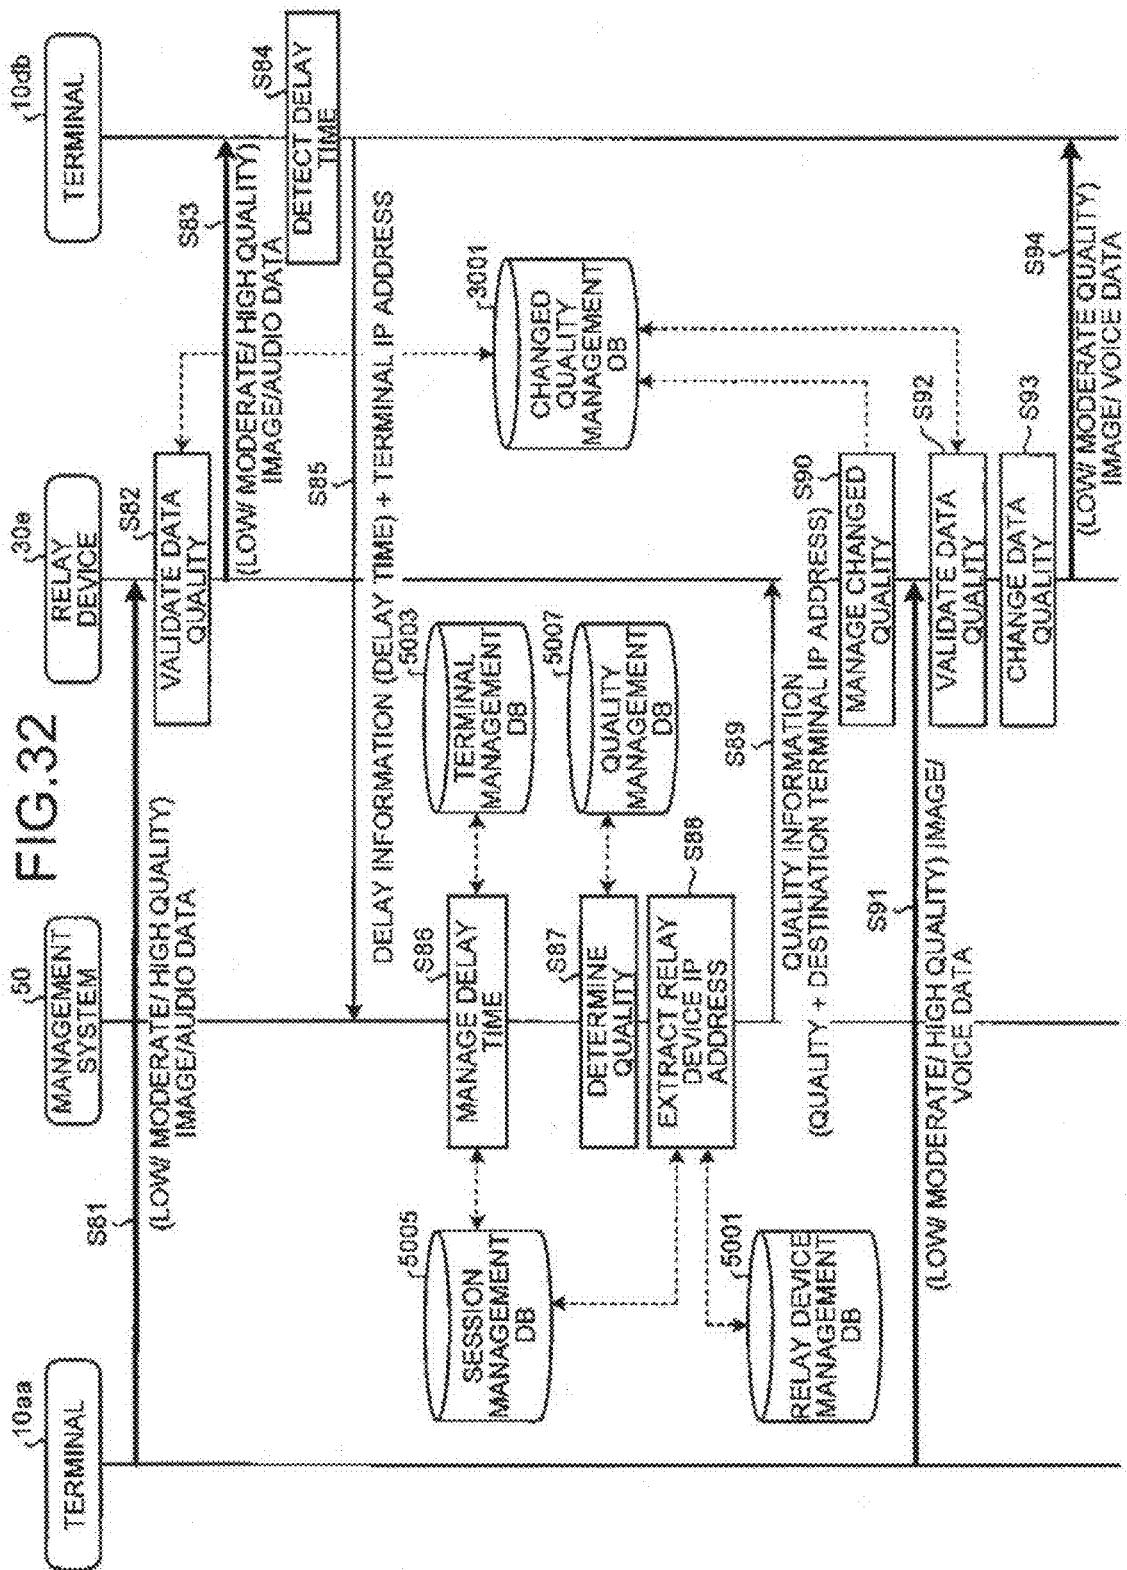 FIG.32
10aa
TERMINAL
50
MANAGEMENT
SYSTEM
30e
RELAY
DEVICE
10db
TERMINAL
S81
(LOW/ MODERATE/ HIGH QUALITY)
IMAGE/AUDIO DATA
S82
VALIDATE DATA
QUALITY
S83
(LOW/ MODERATE/ HIGH QUALITY)
IMAGE/AUDIO DATA
S84
DETECT DELAY
TIME
S85
DELAY INFORMATION (DELAY TIME) + TERMINAL IP ADDRESS
5005
SESSION
MANAGEMENT
DB
S86
MANAGE DELAY
TIME
5003
TERMINAL
MANAGEMENT
DB
3001
CHANGED
QUALITY
MANAGEMENT
DB
S87
DETERMINE
QUALITY
5007
QUALITY
MANAGEMENT
DB
S88
EXTRACT RELAY
DEVICE IP
ADDRESS
5001
RELAY DEVICE
MANAGEMENT
DB
S89
QUALITY INFORMATION
(QUALITY + DESTINATION TERMINAL IP ADDRESS)
S90
MANAGE CHANGED
QUALITY
S91
(LOW/ MODERATE/ HIGH QUALITY) IMAGE/
VOICE DATA
S92
VALIDATE DATA
QUALITY
S93
CHANGE DATA
QUALITY
S94
(LOW/ MODERATE QUALITY)
IMAGE/ VOICE DATA